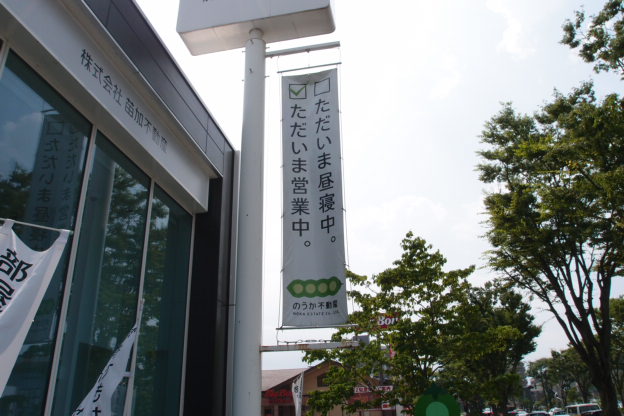 株式会社 苗加不動産
ただいま昼寝中。
ただいま営業中。
のうか不動産
NOKA ESTATE Co.,Ltd.